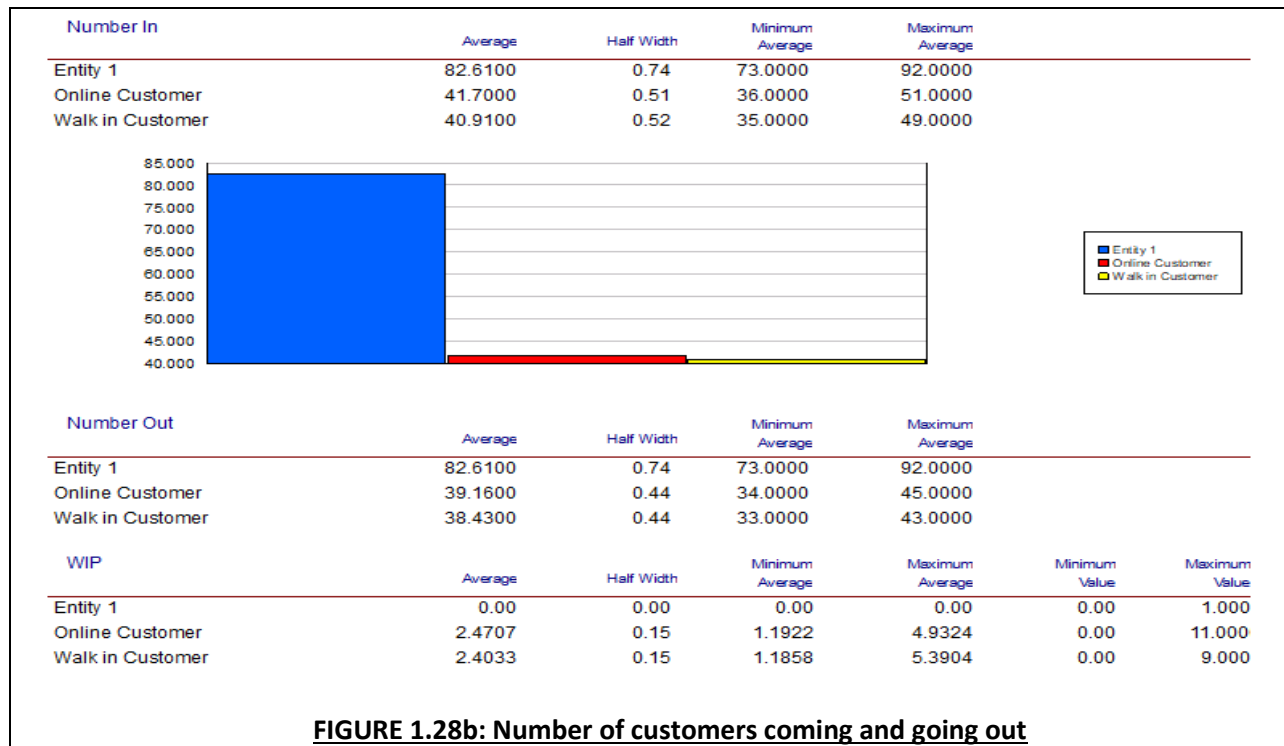 Number In
Average Half Width Minimum Average Maximum Average
Entity 1 82.6100 0.74 73.0000 92.0000
Online Customer 41.7000 0.51 36.0000 51.0000
Walk in Customer 40.9100 0.52 35.0000 49.0000
85.000
80.000
75.000
70.000
65.000
60.000
55.000
50.000
45.000
40.000
Entity 1
Online Customer
Walk in Customer
Number Out
Average Half Width Minimum Average Maximum Average
Entity 1 82.6100 0.74 73.0000 92.0000
Online Customer 39.1600 0.44 34.0000 45.0000
Walk in Customer 38.4300 0.44 33.0000 43.0000
WIP
Average Half Width Minimum Average Maximum Average Minimum Value Maximum Value
Entity 1 0.00 0.00 0.00 0.00 0.00 1.000
Online Customer 2.4707 0.15 1.1922 4.9324 0.00 11.000
Walk in Customer 2.4033 0.15 1.1858 5.3904 0.00 9.000
FIGURE 1.28b: Number of customers coming and going out